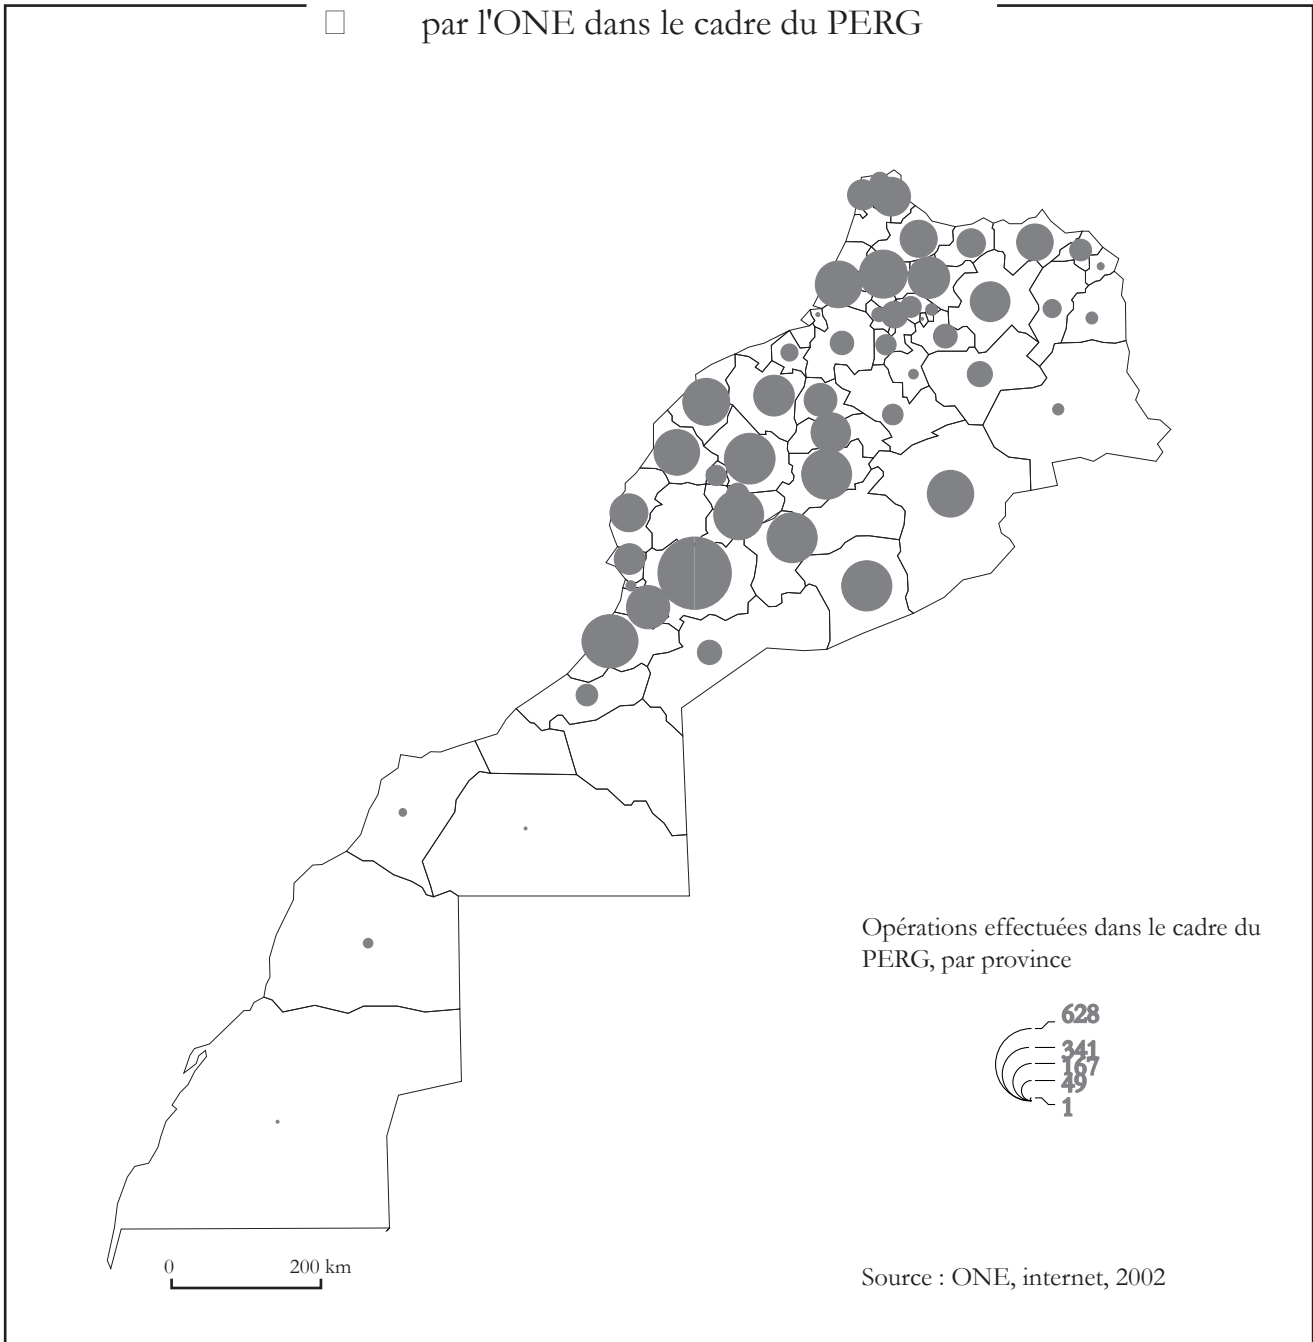 par l'ONE dans le cadre du PERG
Opérations effectuées dans le cadre du
PERG, par province
628
341
167
49
1
0 200 km
Source : ONE, internet, 2002